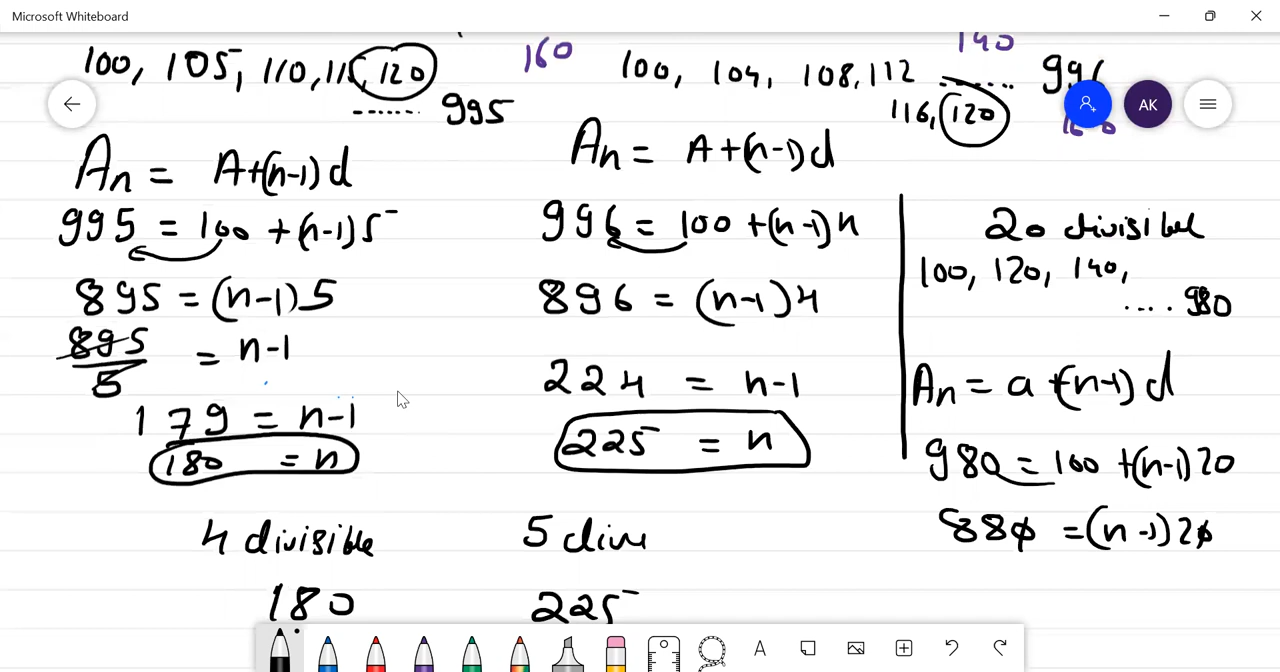 Microsoft Whiteboard
100, 105, 110, 115, 120
...... 995
160
100, 104, 108, 112 ...... 996
140
116, 120
160
AK
An = A+(n-1)d
995 = 100 +(n-1)5
895 = (n-1)5
895/5 = n-1
179 = n-1
180 = n
An = A+(n-1)d
996 = 100 +(n-1)n
896 = (n-1)4
224 = n-1
225 = n
20 divisible
100, 120, 140,
.... 980
An = a +(n-1)d
980 = 100 +(n-1)20
880 = (n-1)20
4 divisible
180
5 divi
225
A